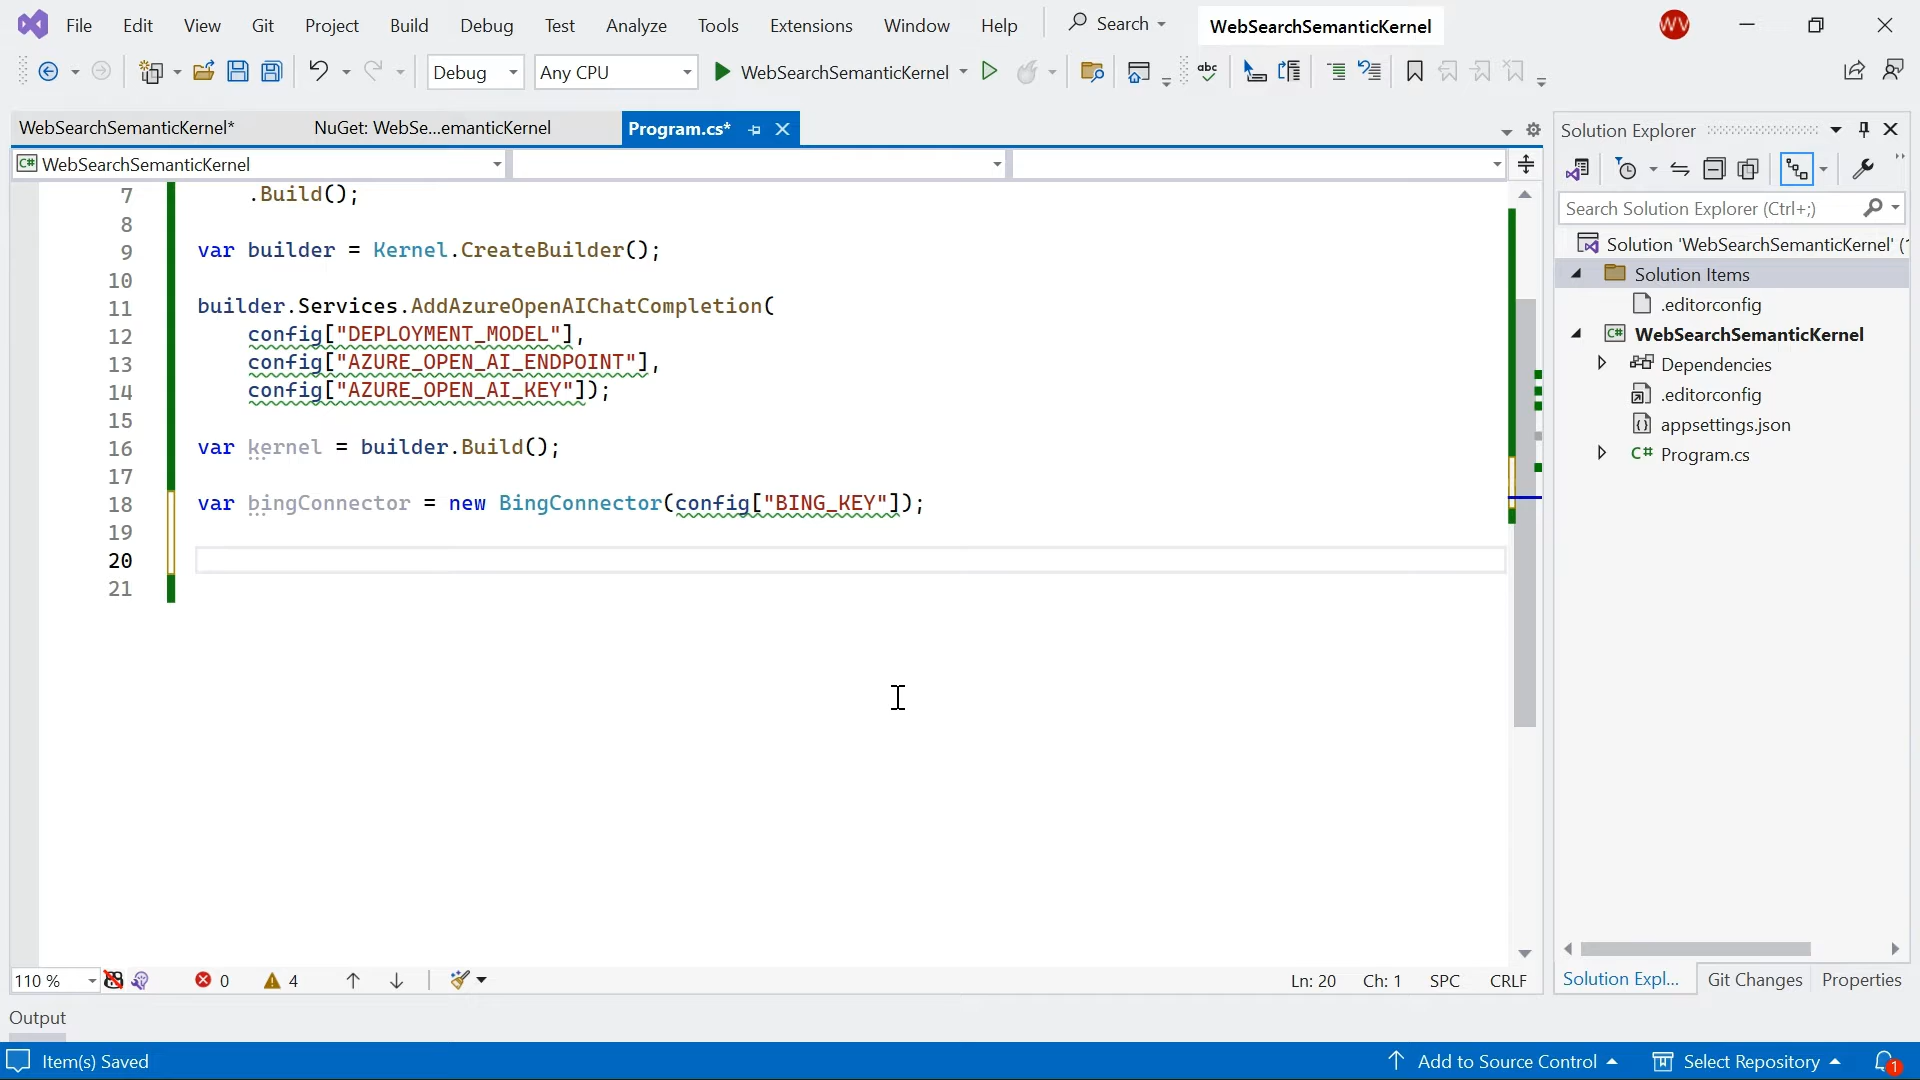 File Edit View Git Project Build Debug Test Analyze Tools Extensions Window Help Search WebSearchSemanticKernel WV
Debug Any CPU WebSearchSemanticKernel abc
WebSearchSemanticKernel* NuGet: WebSe...emanticKernel Program.cs*
C# WebSearchSemanticKernel
7 .Build();
8
9 var builder = Kernel.CreateBuilder();
10
11 builder.Services.AddAzureOpenAIChatCompletion(
12 config["DEPLOYMENT_MODEL"],
13 config["AZURE_OPEN_AI_ENDPOINT"],
14 config["AZURE_OPEN_AI_KEY"]);
15
16 var kernel = builder.Build();
17
18 var bingConnector = new BingConnector(config["BING_KEY"]);
19
20
21
110 % 0 4 Ln: 20 Ch: 1 SPC CRLF
Solution Explorer
Search Solution Explorer (Ctrl+;)
Solution 'WebSearchSemanticKernel' (
Solution Items
.editorconfig
C# WebSearchSemanticKernel
Dependencies
.editorconfig
appsettings.json
C# Program.cs
Solution Expl... Git Changes Properties
Output
Item(s) Saved Add to Source Control Select Repository 1